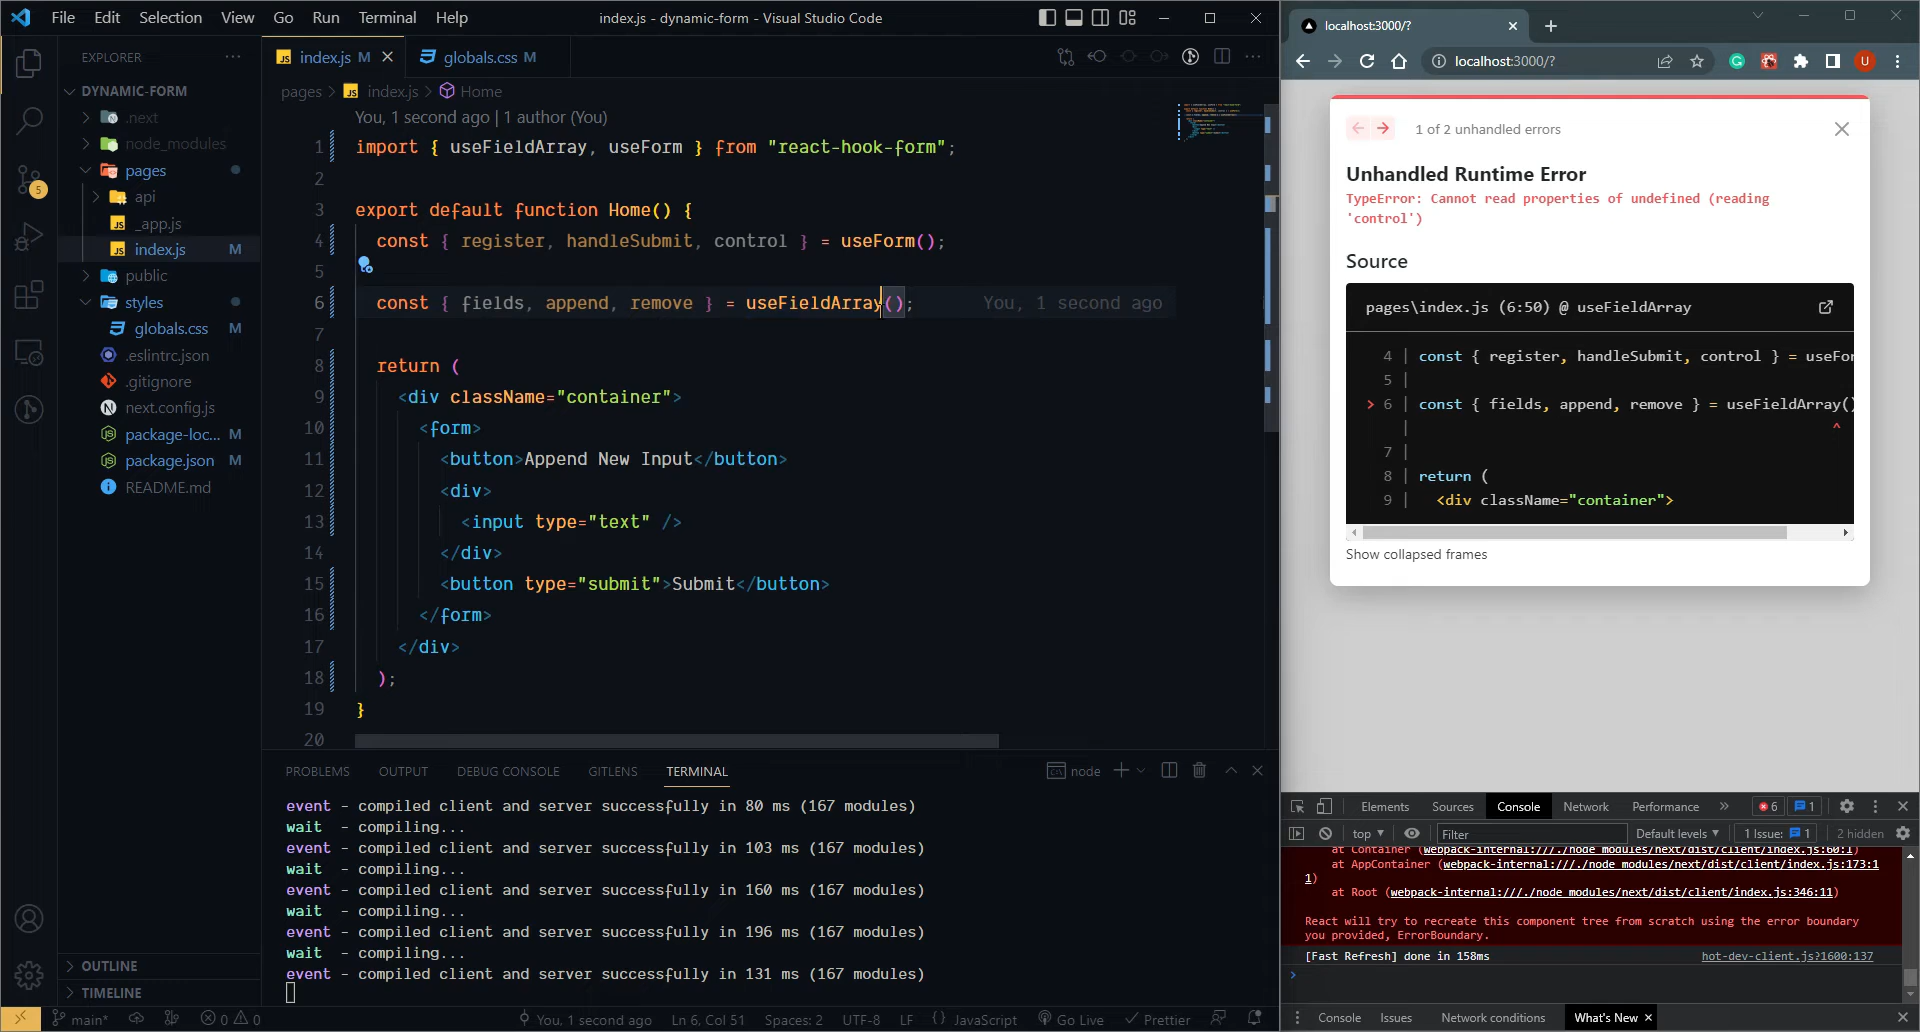 File Edit Selection View Go Run Terminal Help
index.js - dynamic-form - Visual Studio Code
EXPLORER
DYNAMIC-FORM
.next
node_modules
pages
api
_app.js
index.js M
public
styles
globals.css
.eslintrc.json
.gitignore
next.config.js
package-loc... M
package.json M
README.md
OUTLINE
TIMELINE
5
index.js M
globals.css M
pages > index.js > Home
You, 1 second ago | 1 author (You)
1 import { useFieldArray, useForm } from "react-hook-form";
2
3 export default function Home() {
4 const { register, handleSubmit, control } = useForm();
5
6 const { fields, append, remove } = useFieldArray(); You, 1 second ago
7
8 return (
9 <div className="container">
10 <form>
11 <button>Append New Input</button>
12 <div>
13 <input type="text" />
14 </div>
15 <button type="submit">Submit</button>
16 </form>
17 </div>
18 );
19 }
20
PROBLEMS OUTPUT DEBUG CONSOLE GITLENS TERMINAL
node
event - compiled client and server successfully in 80 ms (167 modules)
wait - compiling...
event - compiled client and server successfully in 103 ms (167 modules)
wait - compiling...
event - compiled client and server successfully in 160 ms (167 modules)
wait - compiling...
event - compiled client and server successfully in 196 ms (167 modules)
wait - compiling...
event - compiled client and server successfully in 131 ms (167 modules)
main* 0 0 You, 1 second ago Ln 6, Col 51 Spaces: 2 UTF-8 LF {} JavaScript Go Live Prettier
localhost:3000/?
localhost:3000/?
U
1 of 2 unhandled errors
Unhandled Runtime Error
TypeError: Cannot read properties of undefined (reading
'control')
Source
pages\index.js (6:50) @ useFieldArray
4 | const { register, handleSubmit, control } = useFor
5 |
> 6 | const { fields, append, remove } = useFieldArray()
| ^
7 |
8 | return (
9 | <div className="container">
Show collapsed frames
Elements Sources Console Network Performance » 6 1
top Filter Default levels 1 Issue: 1 2 hidden
at Container (webpack-internal:///./node_modules/next/dist/client/index.js:60:1)
at AppContainer (webpack-internal:///./node_modules/next/dist/client/index.js:173:1
1)
at Root (webpack-internal:///./node_modules/next/dist/client/index.js:346:11)
React will try to recreate this component tree from scratch using the error boundary
you provided, ErrorBoundary.
[Fast Refresh] done in 158ms hot-dev-client.js?1600:137
Console Issues Network conditions What's New